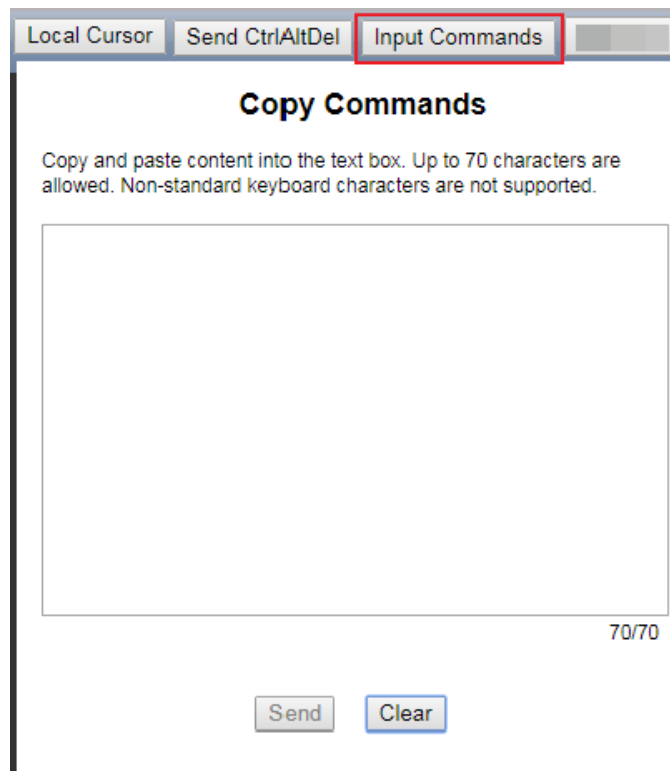 Local Cursor Send CtrlAltDel Input Commands
Copy Commands
Copy and paste content into the text box. Up to 70 characters are
allowed. Non-standard keyboard characters are not supported.
70/70
Send Clear